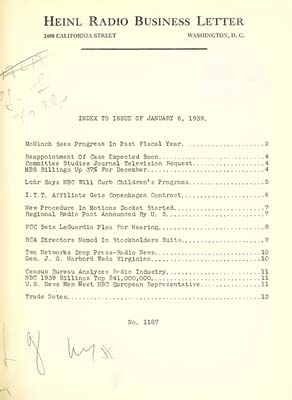 HEINL RADIO BUSINESS LETTER
2400 CALIFORNIA STREET WASHINGTON, D. C.
INDEX TO ISSUE OF JANUARY 6, 1939.
McNinch Sees Progress In Past Fiscal Year. 2
Reappointment Of Case Expected Soon. 4
Committee Studies Journal Television Request. 4
MBS Billings Up 37% For December. 4
Lohr Says NBC Will Curb Children's Programs. 5
I.T.T. Affiliate Gets Copenhagen Contract. 6
New Procedure In Motions Docket Started. 7
Regional Radio Pact Announced By U. S. 7
FCC Sets LaGuardia Plea For Hearing. 8
RCA Directors Named In Stockholders Suits. 9
Two Networks Drop Press-Radio News. 10
Gen. J. G. Harbord Weds Virginian. 10
Census Bureau Analyzes Radio Industry. 11
NBC 1939 Billings Top $41,000,000. 11
U.S. News Men Meet NBC European Representative. 11
Trade Notes. 12
No. 1187